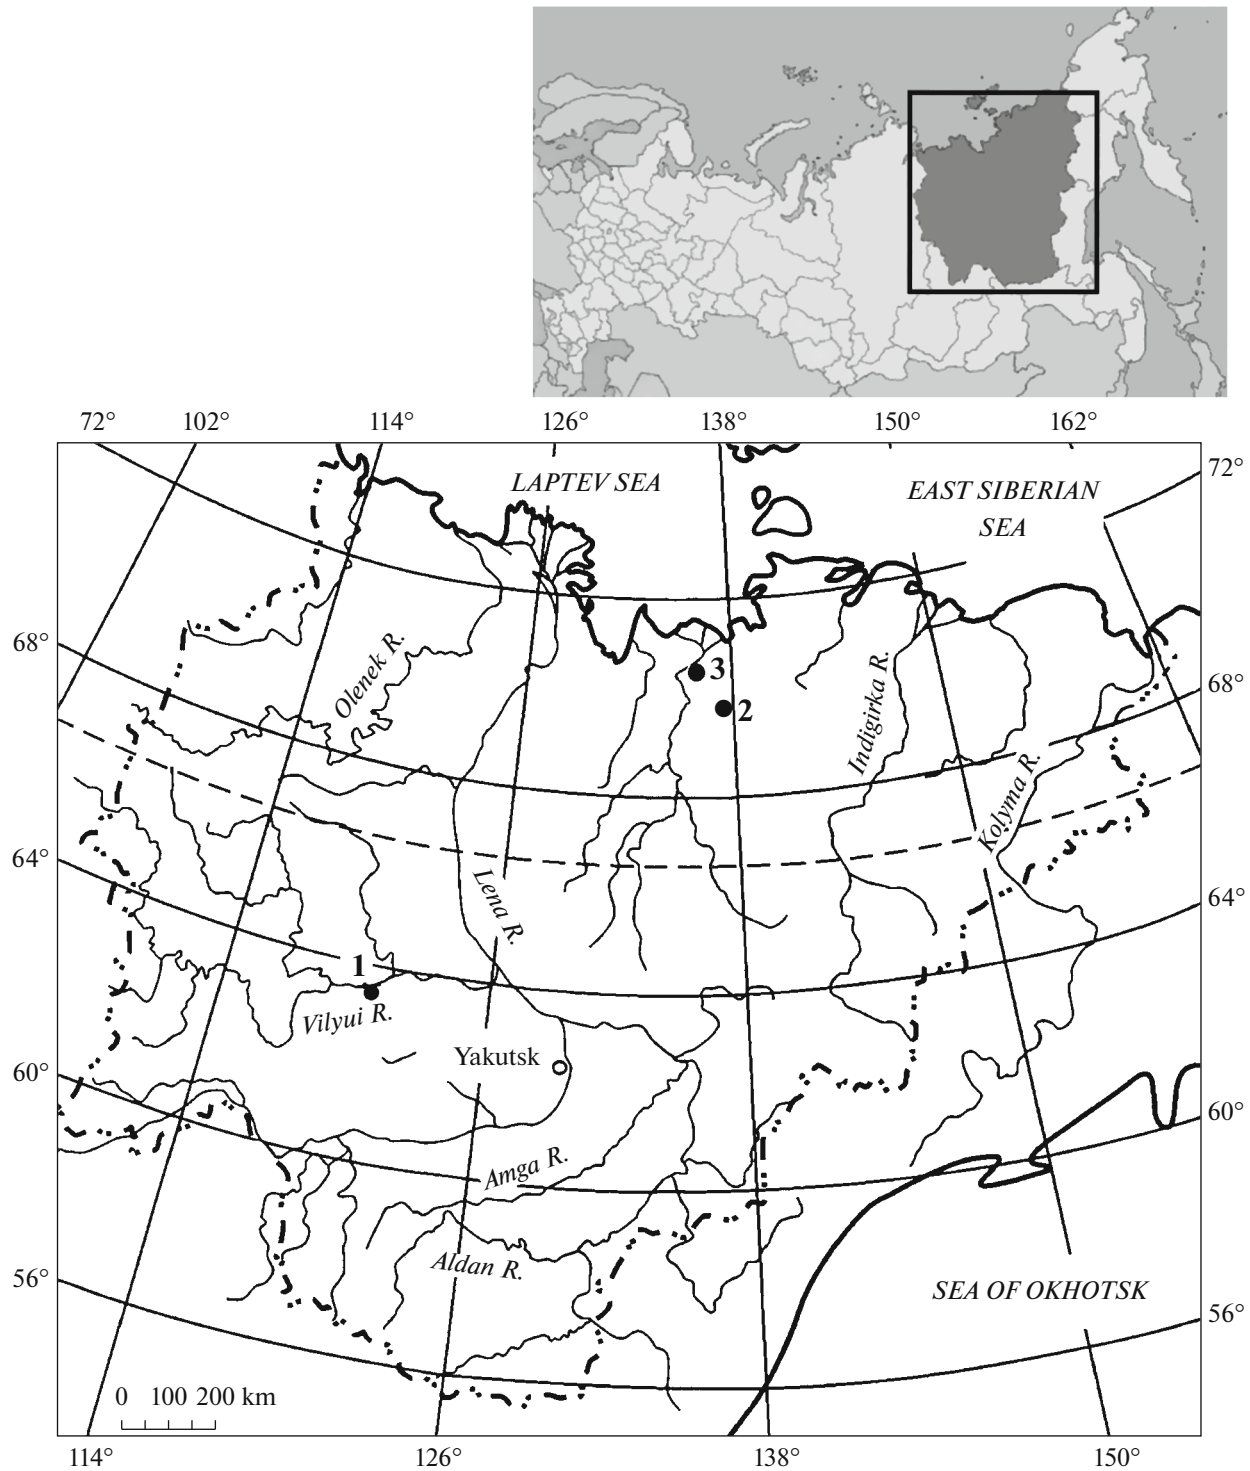 72° 102° 114° 126° 138° 150° 162°
LAPTEV SEA
EAST SIBERIAN
SEA
72°
68°
Olenek R.
3
2
Indigirka R.
68°
Kolyma R.
64°
Lena R.
64°
1
Vilyui R.
Yakutsk
60°
60°
Amga R.
Aldan R.
56°
SEA OF OKHOTSK
56°
0 100 200 km
114° 126° 138° 150°